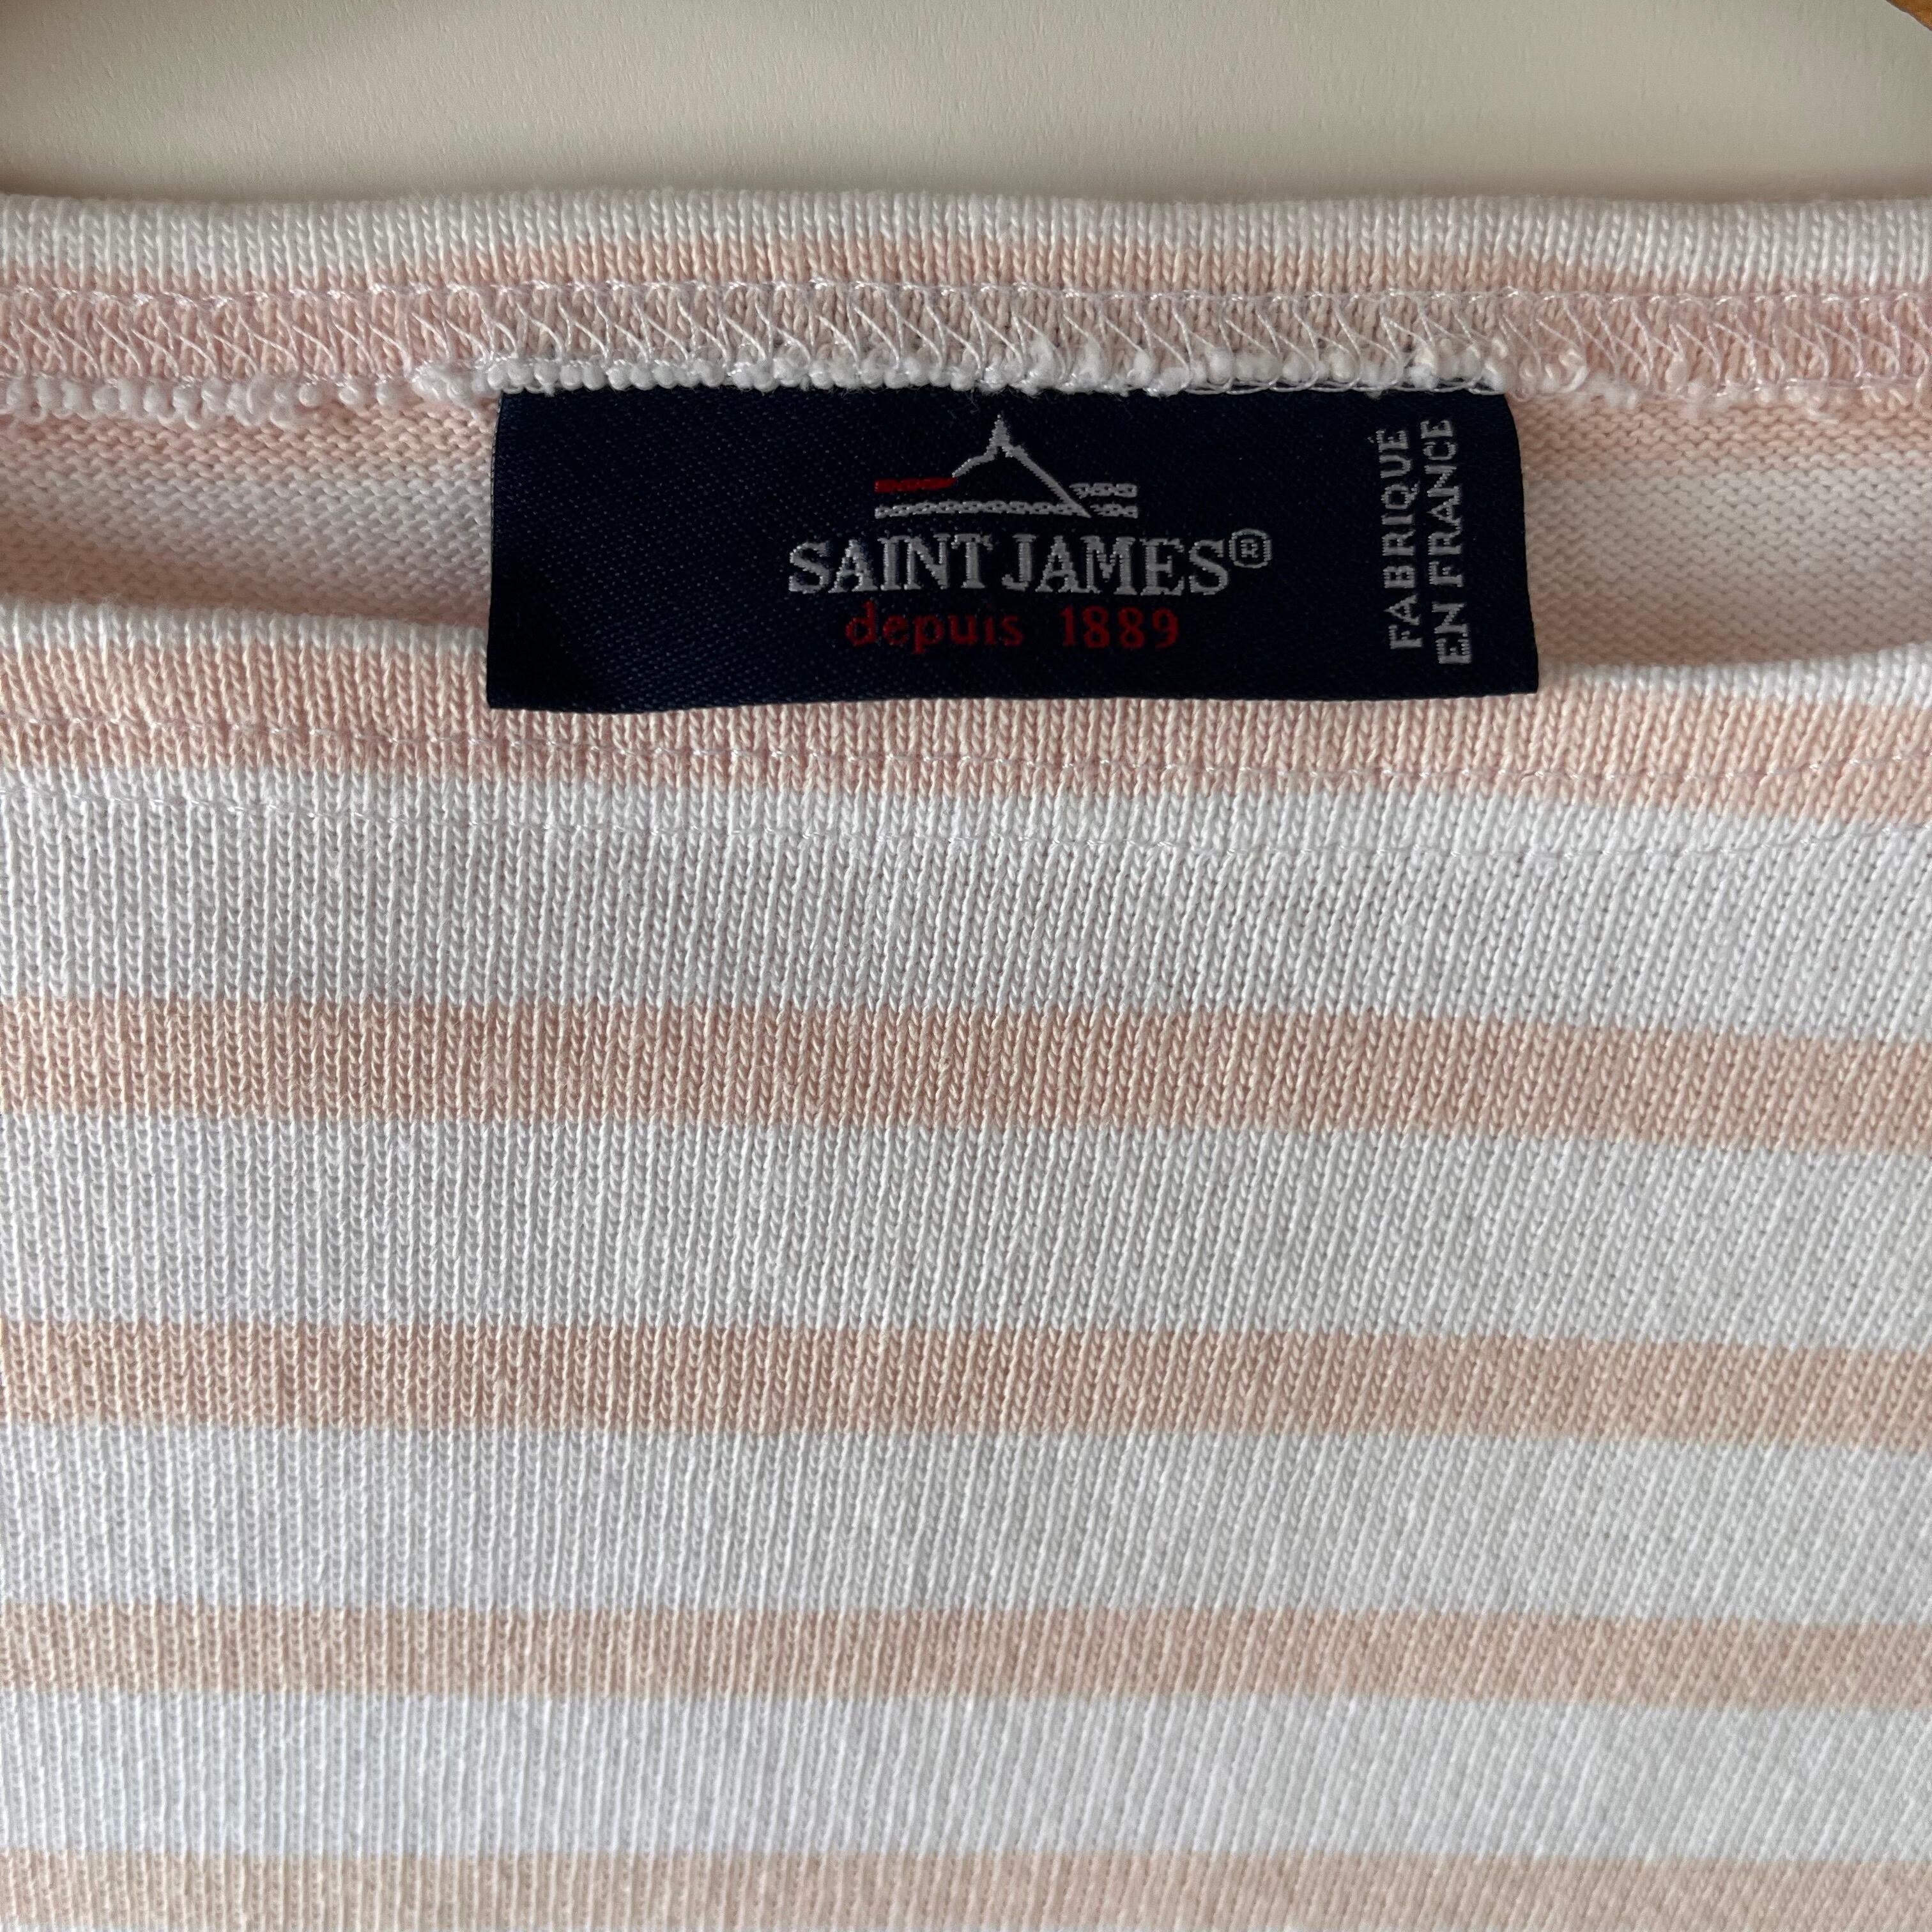 SAINT JAMES®
depuis 1889
FABRIQUÉ
EN FRANCE